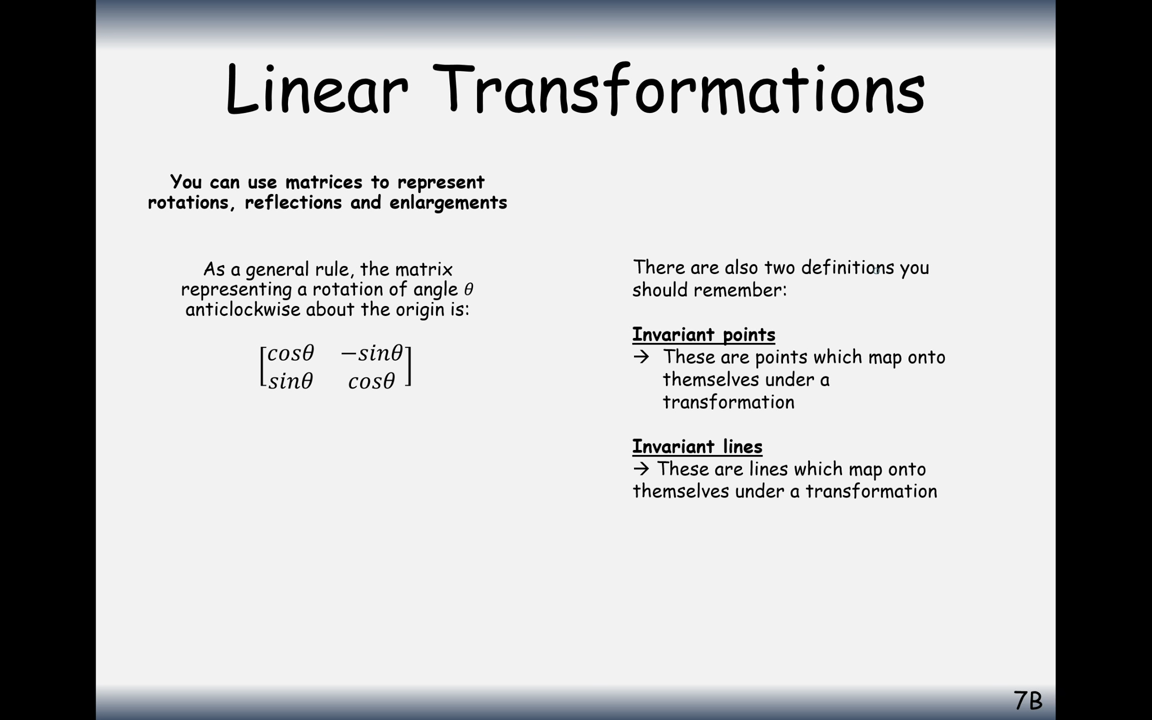 Linear Transformations
You can use matrices to represent
rotations, reflections and enlargements
As a general rule, the matrix
representing a rotation of angle θ
anticlockwise about the origin is:
[cosθ −sinθ]
[sinθ cosθ]
There are also two definitions you
should remember:
Invariant points
→ These are points which map onto
themselves under a
transformation
Invariant lines
→ These are lines which map onto
themselves under a transformation
7B